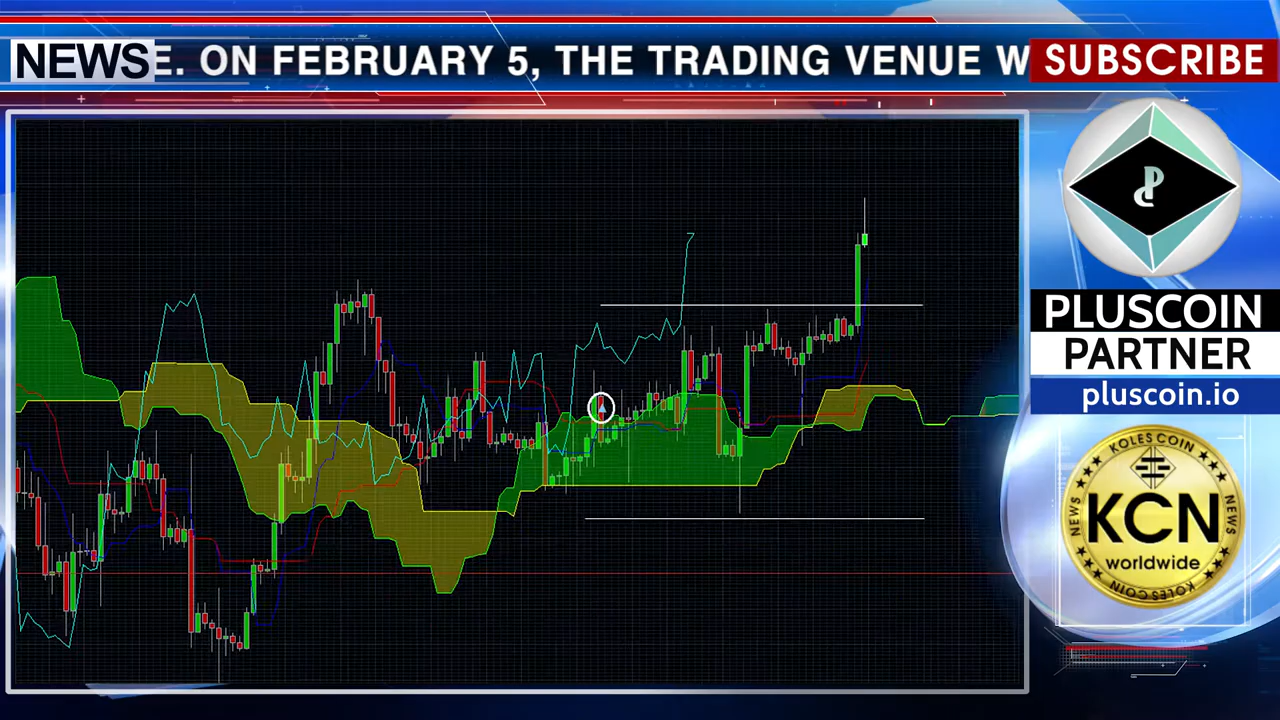 NEWS
E. ON FEBRUARY 5, THE TRADING VENUE W
SUBSCRIBE
PLUSCOIN
PARTNER
pluscoin.io
KOLES COIN
NEWS
KCN
NEWS
worldwide
KOLES COIN